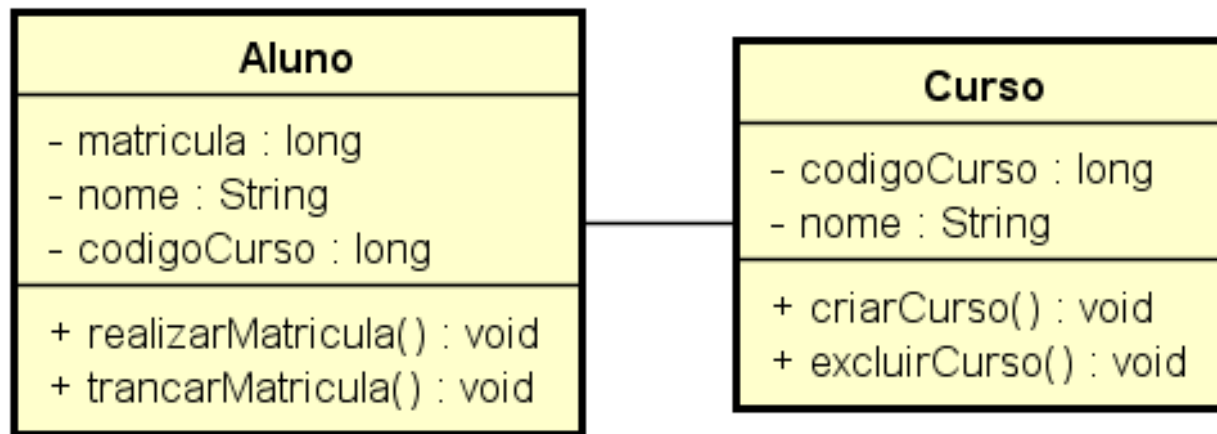 Aluno
- matricula : long
- nome : String
- codigoCurso : long
+ realizarMatricula() : void
+ trancarMatricula() : void
Curso
- codigoCurso : long
- nome : String
+ criarCurso() : void
+ excluirCurso() : void